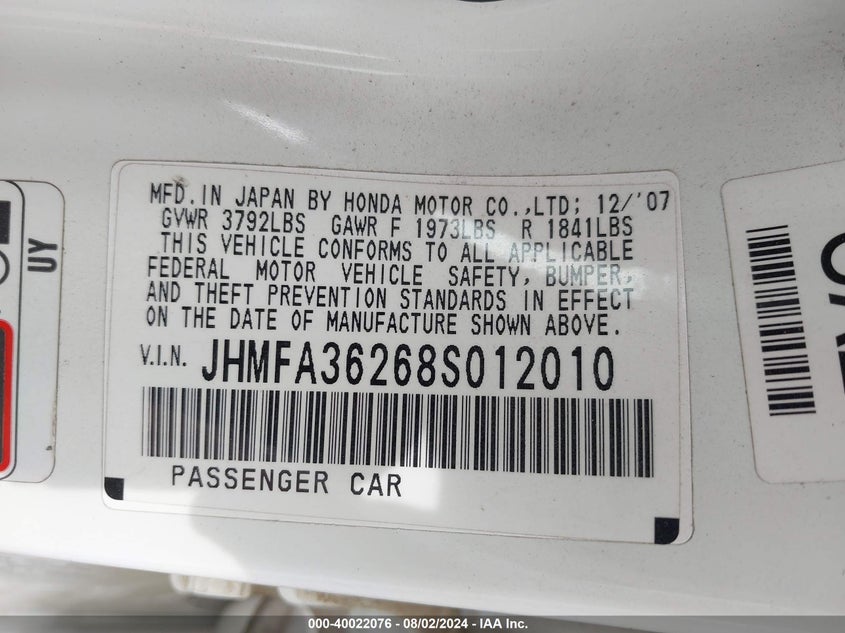 MFD. IN JAPAN BY HONDA MOTOR CO.,LTD; 12/'07
GVWR 3792LBS GAWR F 1973LBS R 1841LBS
THIS VEHICLE CONFORMS TO ALL APPLICABLE
FEDERAL MOTOR VEHICLE SAFETY, BUMPER,
AND THEFT PREVENTION STANDARDS IN EFFECT
ON THE DATE OF MANUFACTURE SHOWN ABOVE.
V.I.N. JHMFA36268S012010
PASSENGER CAR
UY
000-40022076 - 08/02/2024 - IAA Inc.